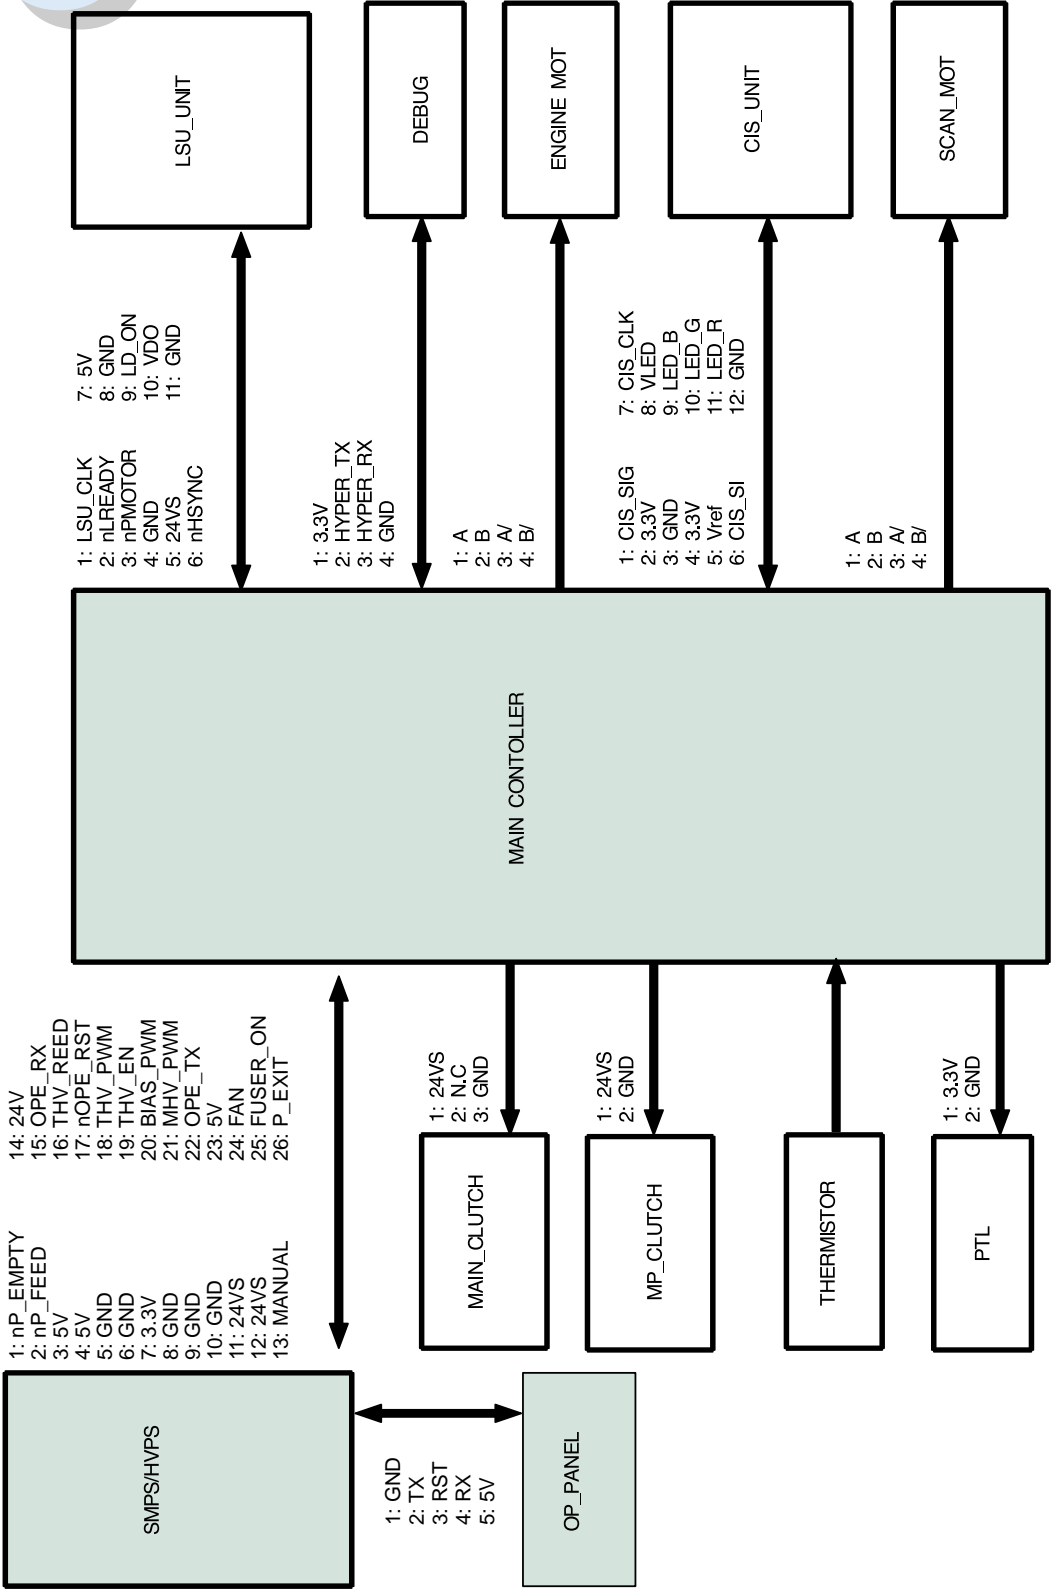 SMPS/HVPS
1: nP_EMPTY
2: nP_FEED
3: 5V
4: 5V
5: GND
6: GND
7: 3.3V
8: GND
9: GND
10: GND
11: 24VS
12: 24VS
13: MANUAL
14: 24V
15: OPE_RX
16: THV_REED
17: nOPE_RST
18: THV_PWM
19: THV_EN
20: BIAS_PWM
21: MHV_PWM
22: OPE_TX
23: 5V
24: FAN
25: FUSER_ON
26: P_EXIT
1: GND
2: TX
3: RST
4: RX
5: 5V
OP_PANEL
MAIN_CLUTCH
1: 24VS
2: N.C
3: GND
MP_CLUTCH
1: 24VS
2: GND
THERMISTOR
PTL
1: 3.3V
2: GND
MAIN CONTOLLER
1: LSU_CLK
2: nLREADY
3: nPMOTOR
4: GND
5: 24VS
6: nHSYNC
7: 5V
8: GND
9: LD_ON
10: VDO
11: GND
LSU_UNIT
1: 3.3V
2: HYPER_TX
3: HYPER_RX
4: GND
DEBUG
1: A
2: B
3: A/
4: B/
ENGINE MOT
1: CIS_SIG
2: 3.3V
3: GND
4: 3.3V
5: Vref
6: CIS_SI
7: CIS_CLK
8: VLED
9: LED_B
10: LED_G
11: LED_R
12: GND
CIS_UNIT
1: A
2: B
3: A/
4: B/
SCAN_MOT